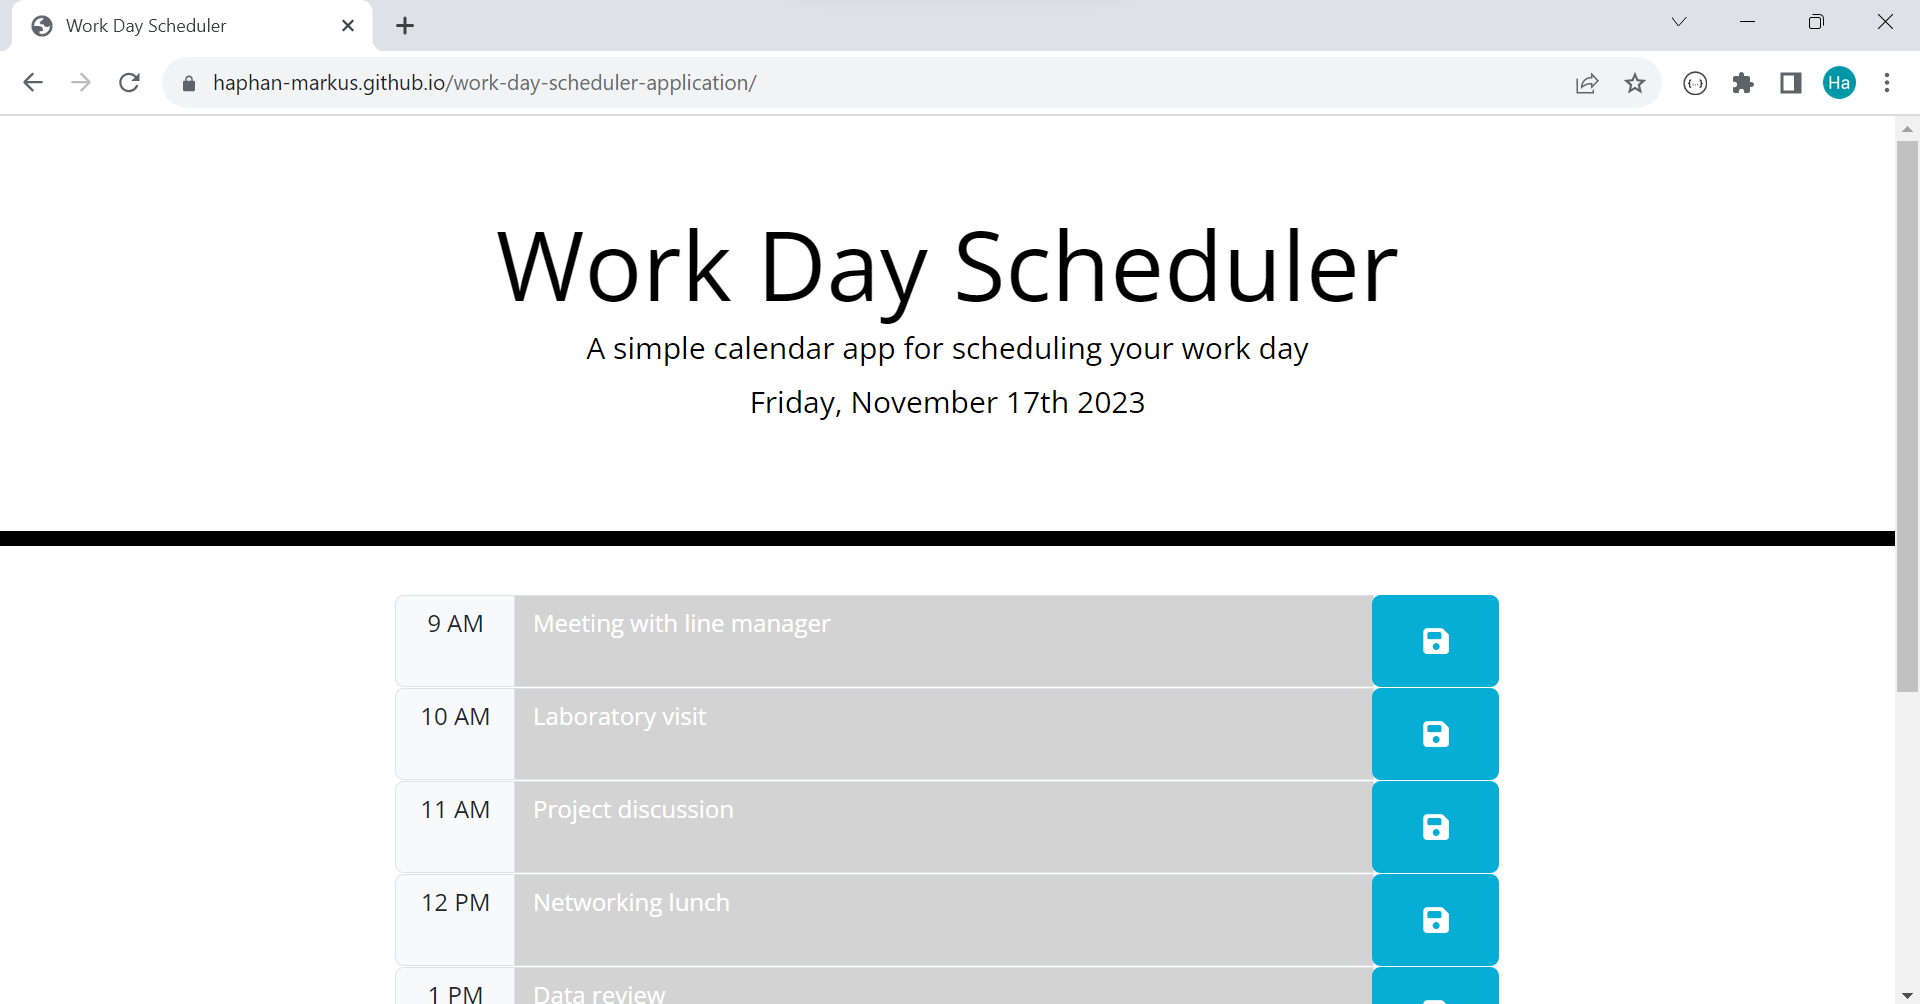 Work Day Scheduler
haphan-markus.github.io/work-day-scheduler-application/
Ha
Work Day Scheduler
A simple calendar app for scheduling your work day
Friday, November 17th 2023
9 AM Meeting with line manager
10 AM Laboratory visit
11 AM Project discussion
12 PM Networking lunch
1 PM Data review